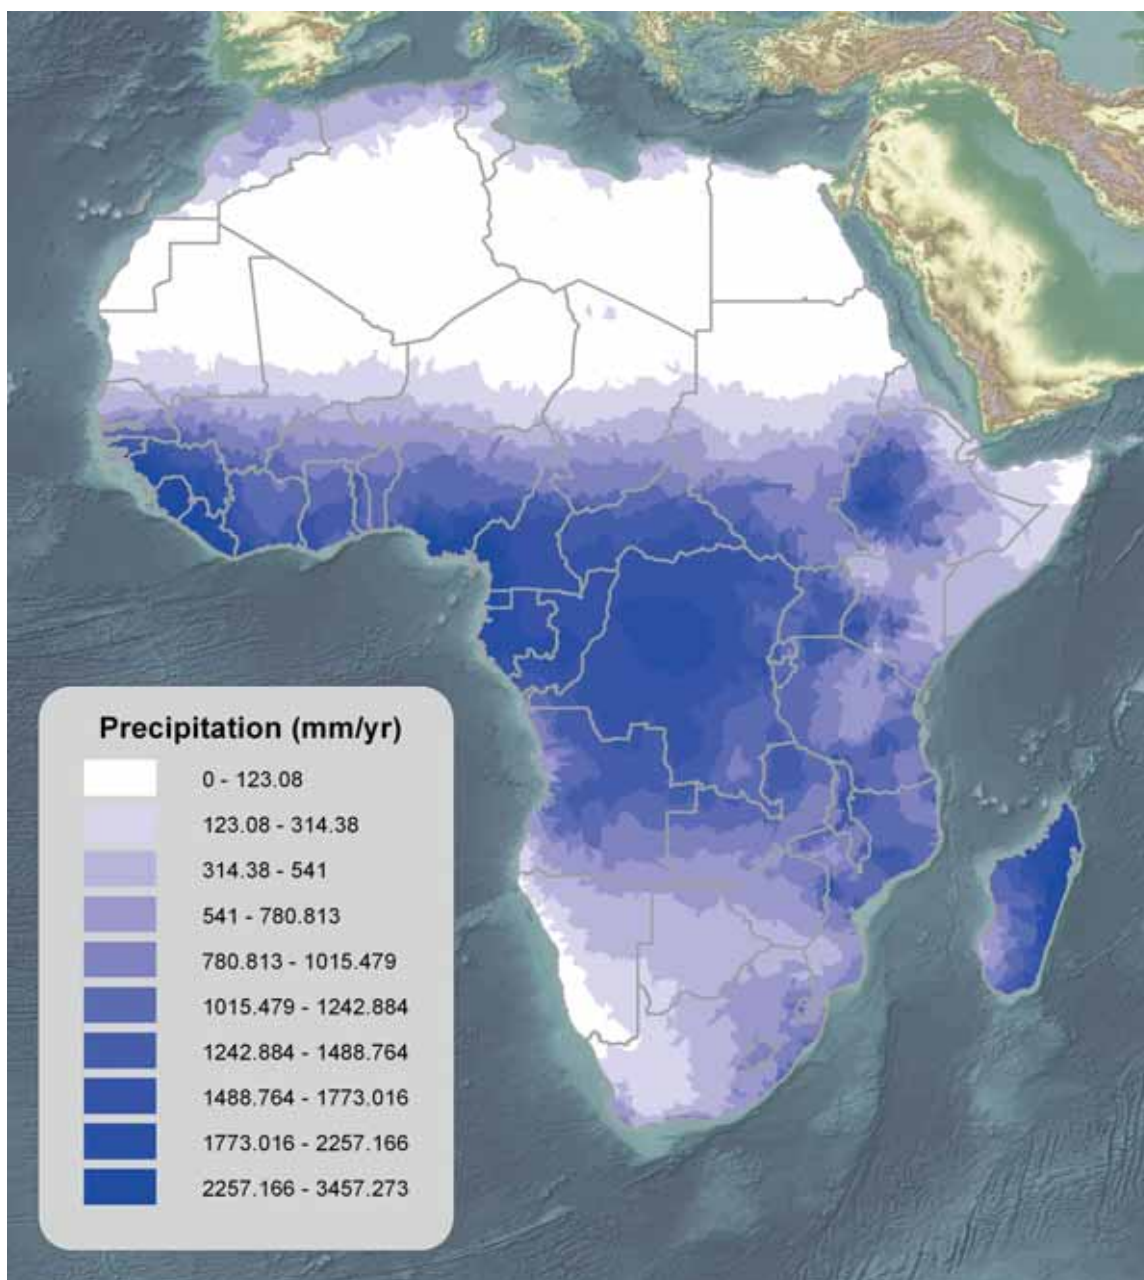 Precipitation (mm/yr)
0 - 123.08
123.08 - 314.38
314.38 - 541
541 - 780.813
780.813 - 1015.479
1015.479 - 1242.884
1242.884 - 1488.764
1488.764 - 1773.016
1773.016 - 2257.166
2257.166 - 3457.273